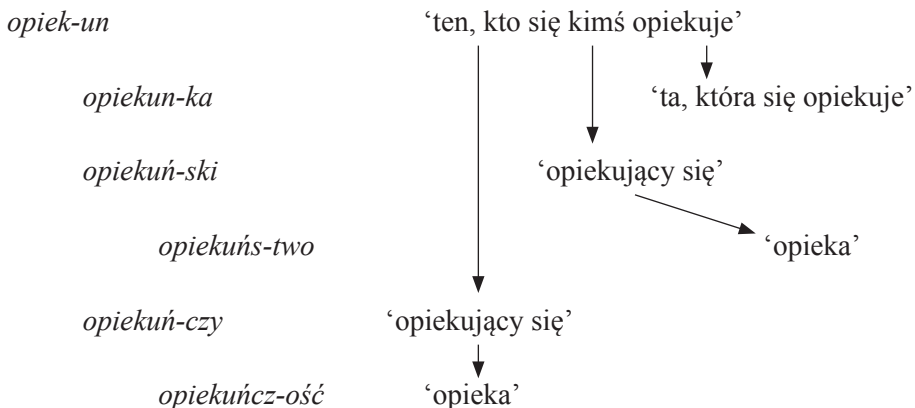 opiek-un ‘ten, kto się kimś opiekuje’
opiekun-ka ‘ta, która się opiekuje’
opiekuń-ski ‘opiekujący się’
opiekuńs-two ‘opieka’
opiekuń-czy ‘opiekujący się’
opiekuńcz-ość ‘opieka’